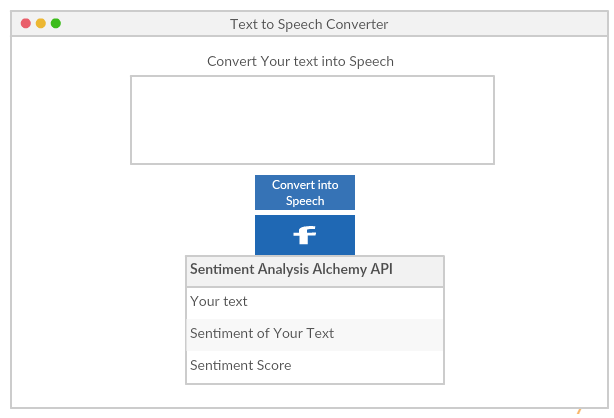 Text to Speech Converter
Convert Your text into Speech
Convert into
Speech
f
Sentiment Analysis Alchemy API
Your text
Sentiment of Your Text
Sentiment Score